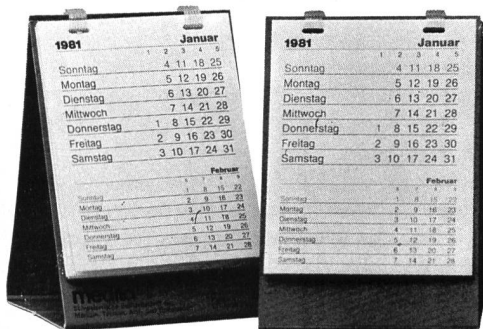 1981 Januar
1 2 3 4 5
Sonntag 4 11 18 25
Montag 5 12 19 26
Dienstag 6 13 20 27
Mittwoch 7 14 21 28
Donnerstag 1 8 15 22 29
Freitag 2 9 16 23 30
Samstag 3 10 17 24 31
Februar
Sonntag 1 8 15 22
Montag 2 9 16 23
Dienstag 3 10 17 24
Mittwoch 4 11 18 25
Donnerstag 5 12 19 26
Freitag 6 13 20 27
Samstag 7 14 21 28
1981 Januar
1 2 3 4 5
Sonntag 4 11 18 25
Montag 5 12 19 26
Dienstag 6 13 20 27
Mittwoch 7 14 21 28
Donnerstag 1 8 15 22 29
Freitag 2 9 16 23 30
Samstag 3 10 17 24 31
Februar
Sonntag 1 8 15 22
Montag 2 9 16 23
Dienstag 3 10 17 24
Mittwoch 4 11 18 25
Donnerstag 5 12 19 26
Freitag 6 13 20 27
Samstag 7 14 21 28